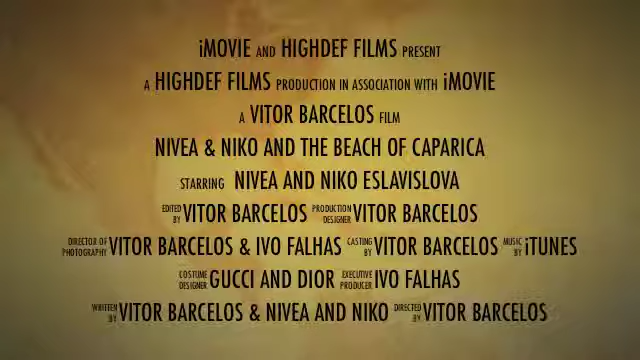 iMOVIE AND HIGHDEF FILMS PRESENT
A HIGHDEF FILMS PRODUCTION IN ASSOCIATION WITH iMOVIE
A VITOR BARCELOS FILM
NIVEA & NIKO AND THE BEACH OF CAPARICA
STARRING NIVEA AND NIKO ESLAVISLOVA
EDITED BY VITOR BARCELOS PRODUCTION DESIGNER VITOR BARCELOS
DIRECTOR OF PHOTOGRAPHY VITOR BARCELOS & IVO FALHAS CASTING BY VITOR BARCELOS MUSIC BY iTUNES
COSTUME DESIGNER GUCCI AND DIOR EXECUTIVE PRODUCER IVO FALHAS
WRITTEN BY VITOR BARCELOS & NIVEA AND NIKO DIRECTED BY VITOR BARCELOS